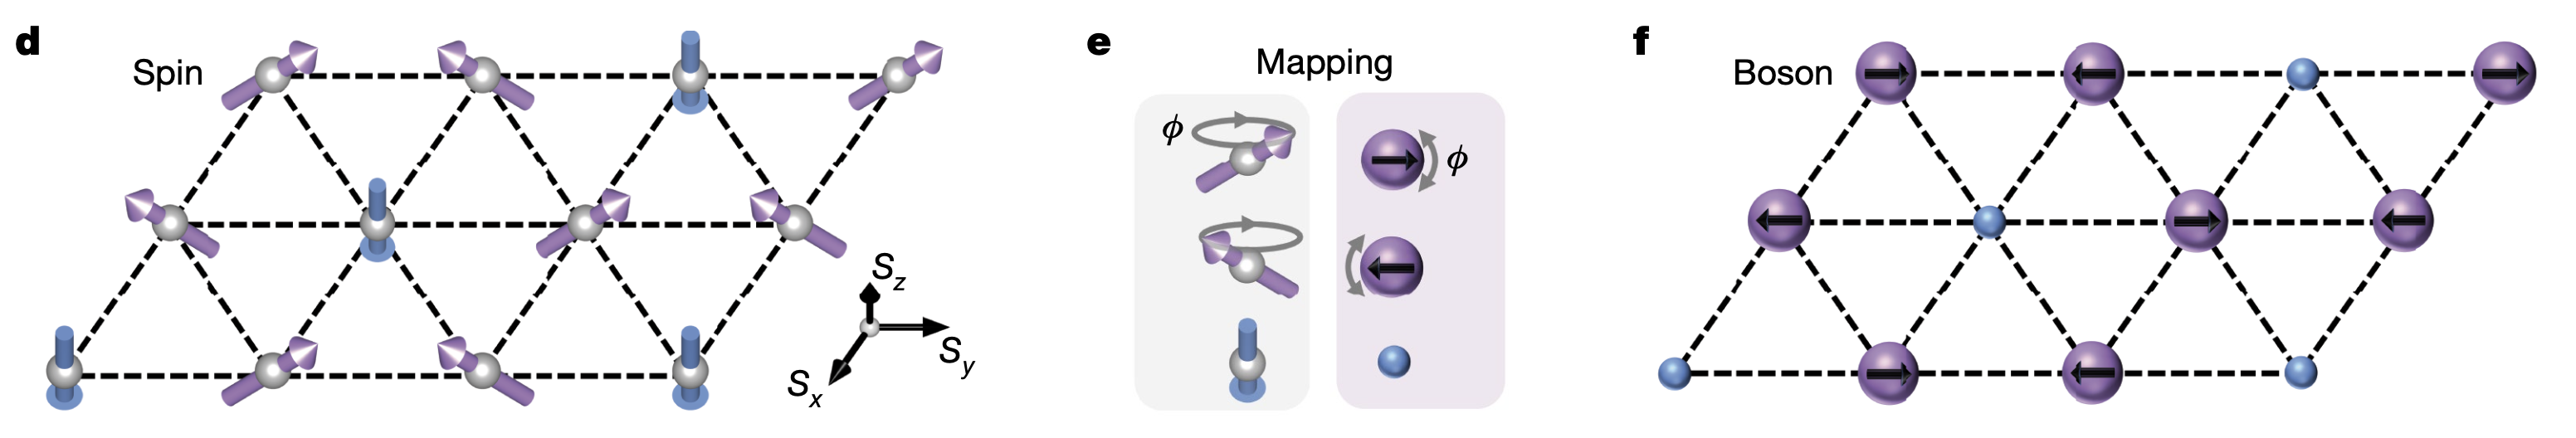 d
Spin
S_z
S_y
S_x
e
Mapping
ϕ
ϕ
f
Boson